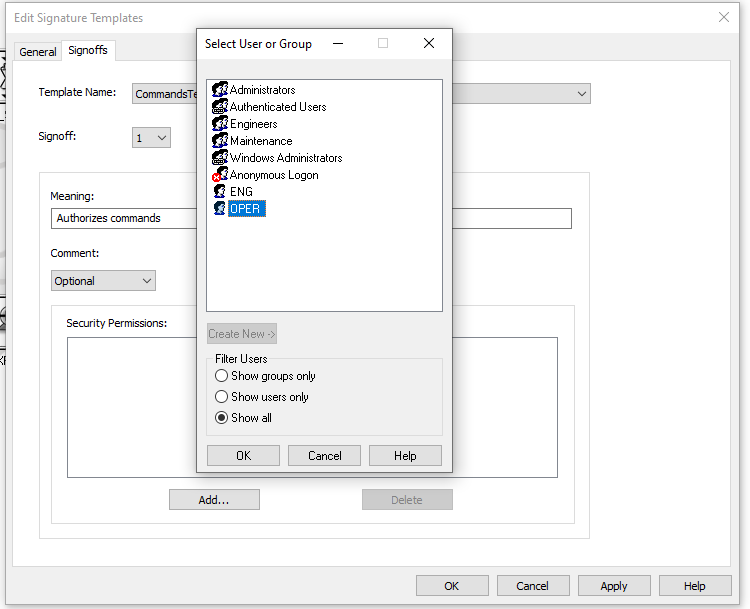 Edit Signature Templates
General
Signoffs
Template Name:
CommandsTe
Signoff:
1
Meaning:
Authorizes commands
Comment:
Optional
Security Permissions:
Add...
Delete
OK
Cancel
Apply
Help
Select User or Group
Administrators
Authenticated Users
Engineers
Maintenance
Windows Administrators
Anonymous Logon
ENG
OPER
Create New ->
Filter Users
Show groups only
Show users only
Show all
OK
Cancel
Help